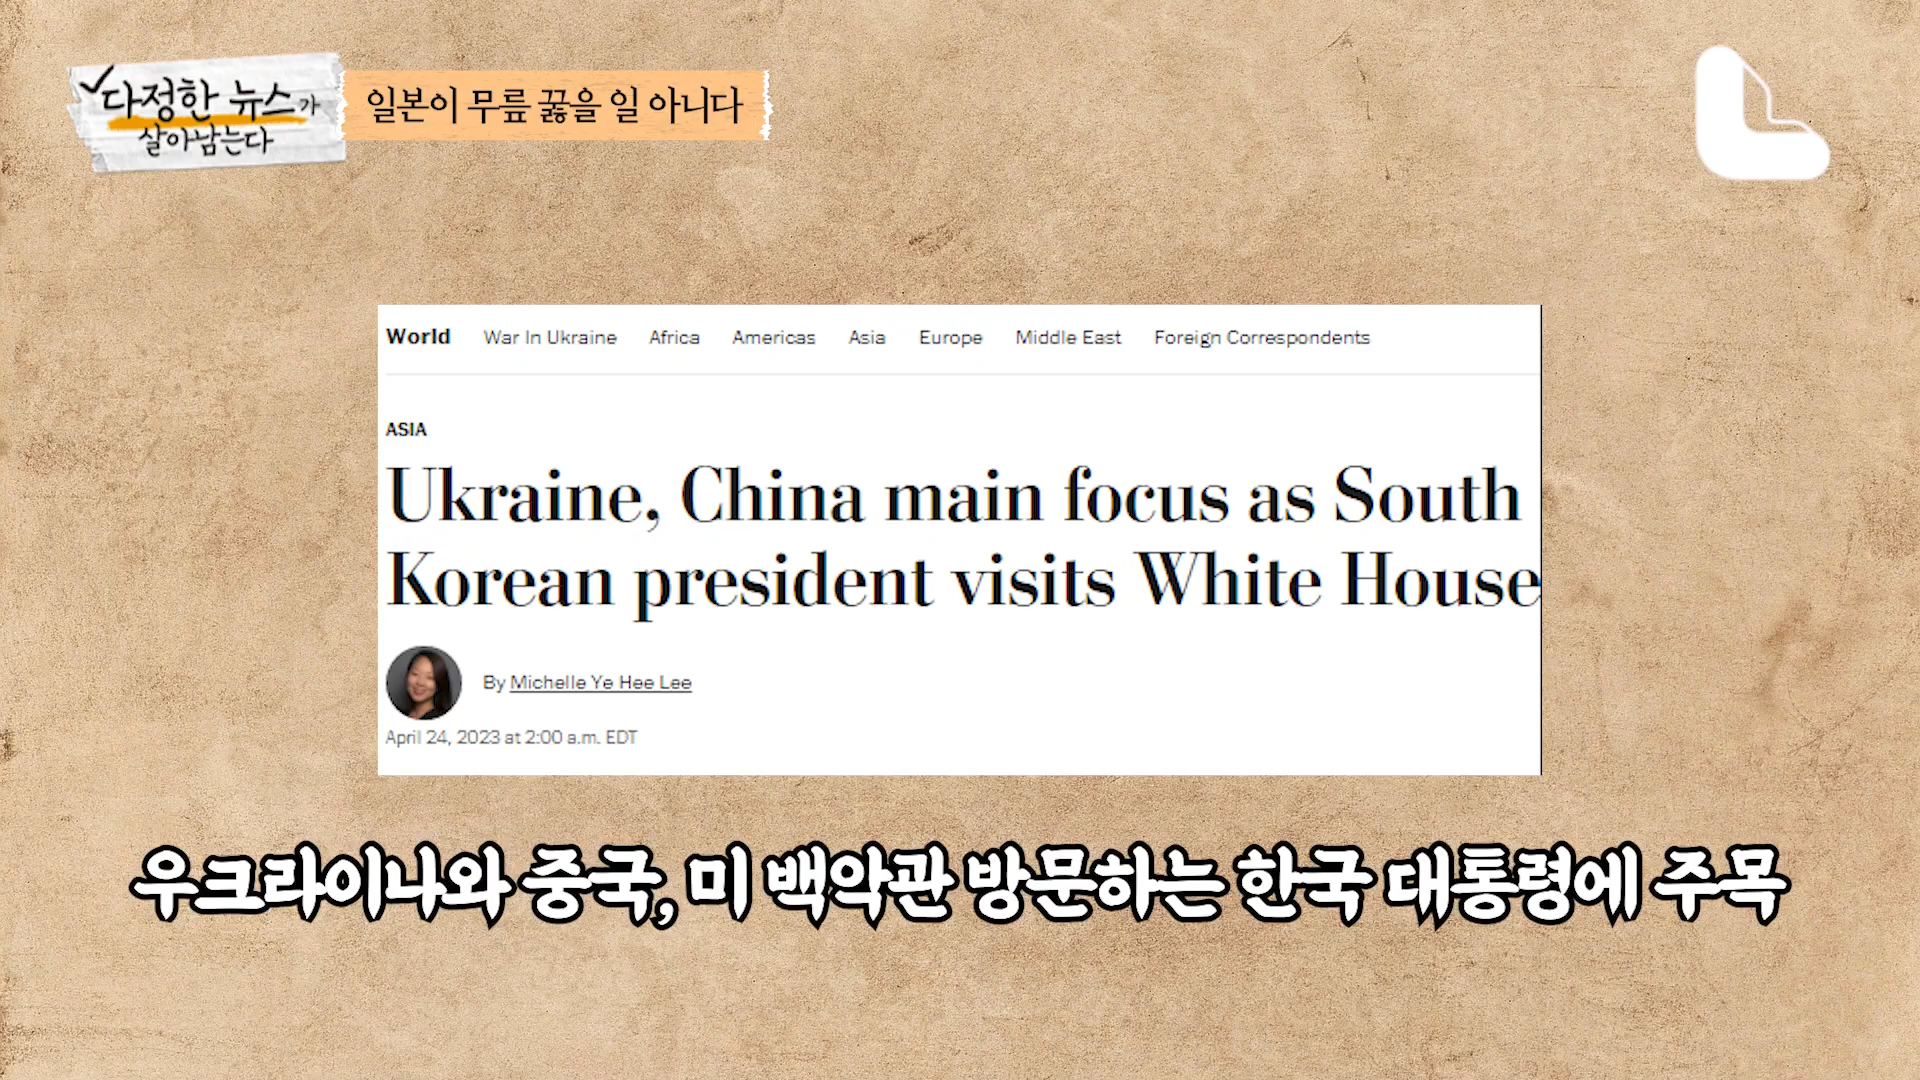 다정한 뉴스가
살아남는다
일본이 무릎 꿇을 일 아니다
World War In Ukraine Africa Americas Asia Europe Middle East Foreign Correspondents
ASIA
Ukraine, China main focus as South
Korean president visits White House
By Michelle Ye Hee Lee
April 24, 2023 at 2:00 a.m. EDT
우크라이나와 중국, 미 백악관 방문하는 한국 대통령에 주목